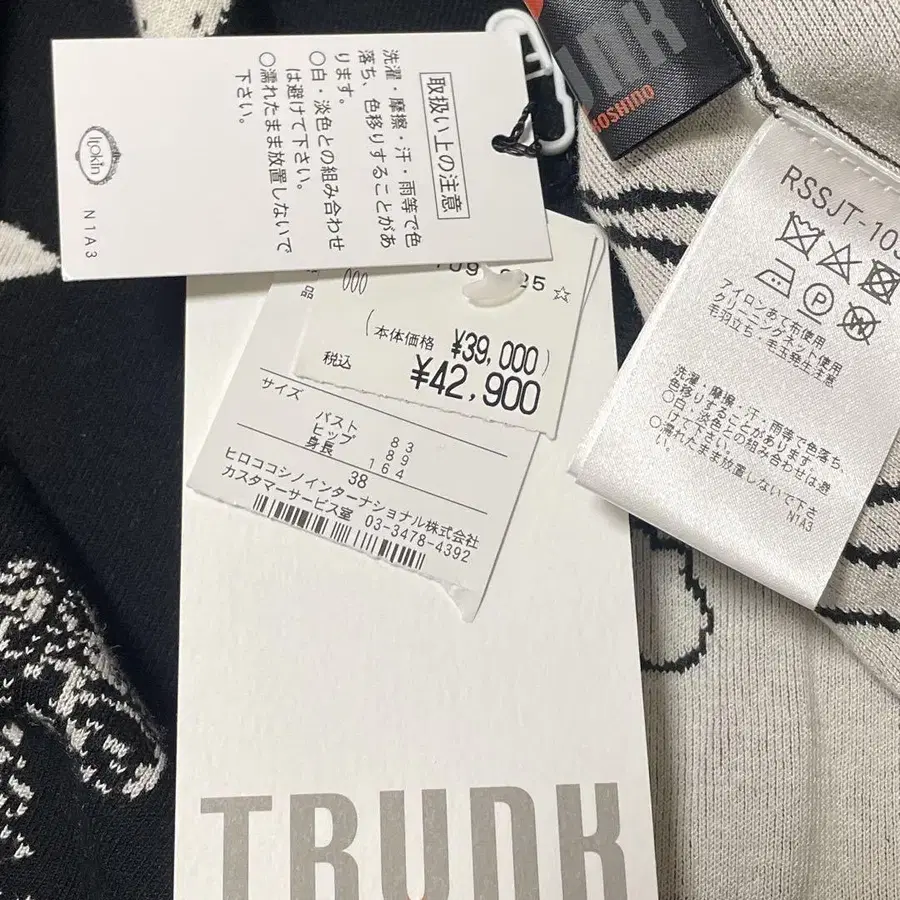 取扱い上の注意
洗濯・摩擦・汗・雨等で色
落ち、色移りすることがあ
ります。
○白・淡色との組み合わせ
は避けて下さい。
○濡れたまま放置しないで
下さい。
N1A3
品
☆
(本体価格 ¥39,000)
税込 ¥42,900
サイズ
バスト 83
ヒップ 89
身長 164
38
ヒロココシノインターナショナル株式会社
カスタマーサービス室 03-3478-4392
TRUNK
RSSJT-10
アイロンあて布使用
クリーニングネット使用
毛羽立ち・毛玉発生注意
洗濯・摩擦・汗・雨等で色落ち、
色移りすることがあります。
○白・淡色との組み合わせは避
けて下さい。
○濡れたまま放置しないで下さ
い。
N1A3